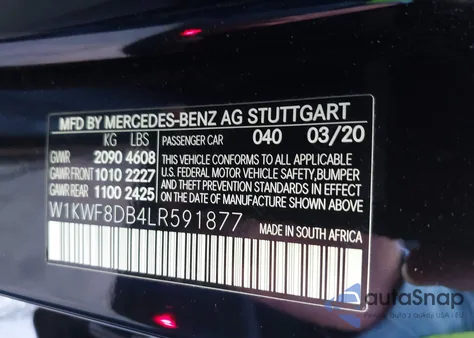 MFD BY MERCEDES-BENZ AG STUTTGART
KG LBS PASSENGER CAR 040 03/20
GVWR 2090 4608 THIS VEHICLE CONFORMS TO ALL APPLICABLE
GAWR FRONT 1010 2227 U.S. FEDERAL MOTOR VEHICLE SAFETY, BUMPER
GAWR REAR 1100 2425 AND THEFT PREVENTION STANDARDS IN EFFECT
ON THE DATE OF MANUFACTURE SHOWN ABOVE
W1KWF8DB4LR591877
MADE IN SOUTH AFRICA
autoSnap